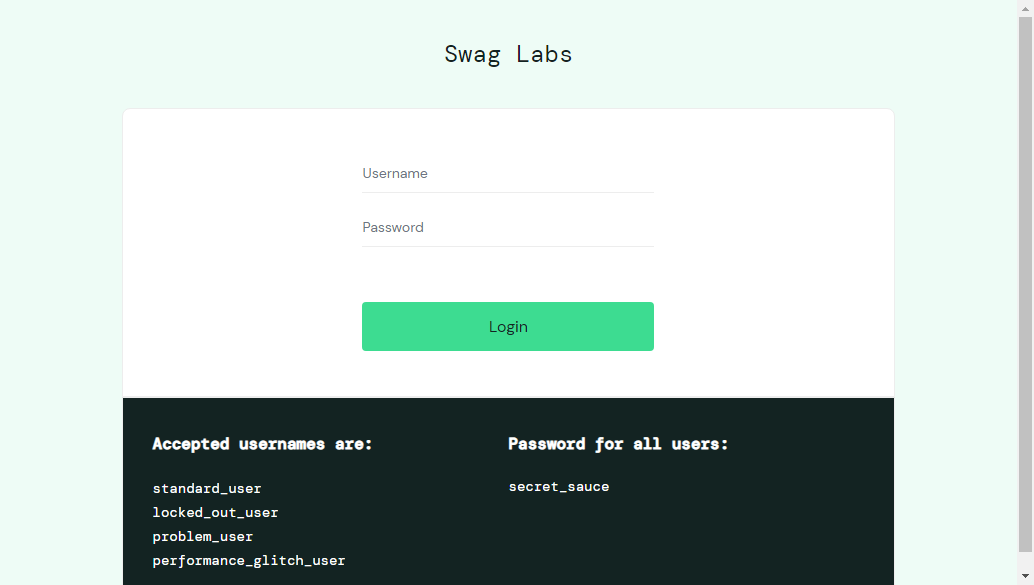 Swag Labs
Username
Password
Login
Accepted usernames are:
standard_user
locked_out_user
problem_user
performance_glitch_user
Password for all users:
secret_sauce